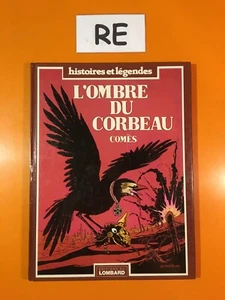 RE
histoires et légendes
L'OMBRE
DU
CORBEAU
COMÈS
LOMBARD